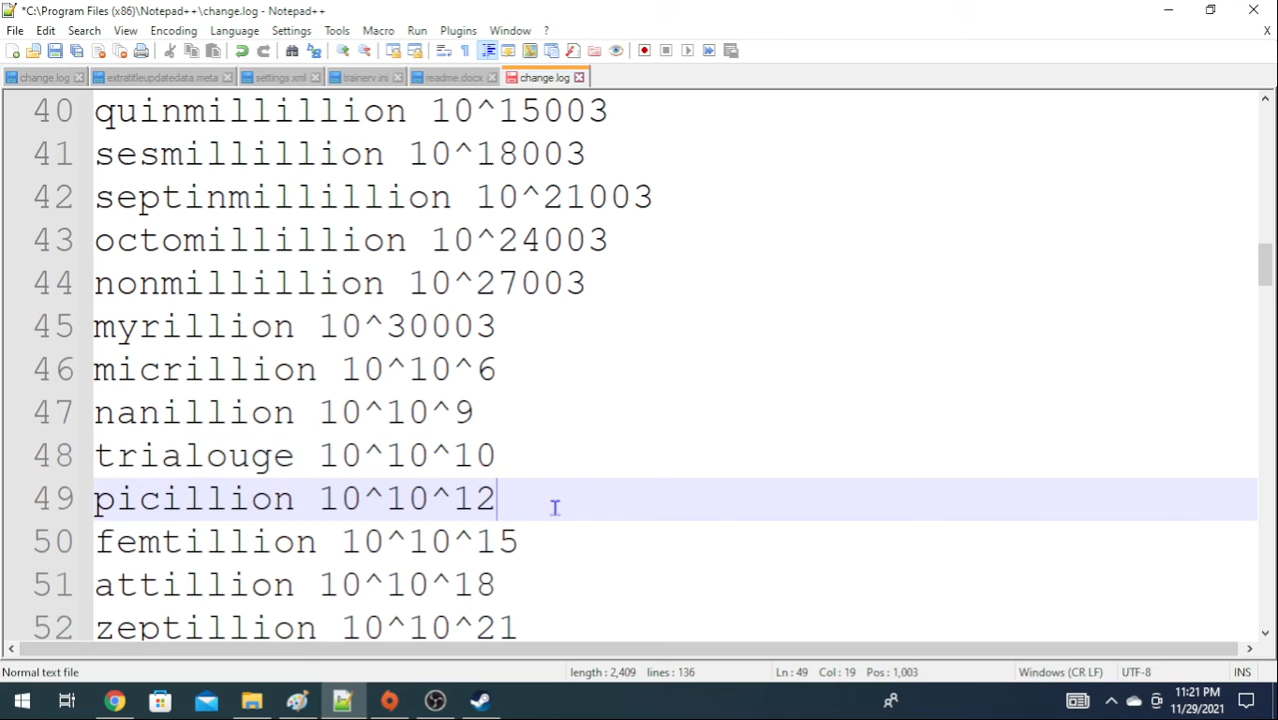 *C:\Program Files (x86)\Notepad++\change.log - Notepad++
File Edit Search View Encoding Language Settings Tools Macro Run Plugins Window ? X
change.log extratitleupdatedata.meta settings.xml trainerv.ini readme.docx change.log
40 quinmillillion 10^15003
41 sesmillillion 10^18003
42 septinmillillion 10^21003
43 octomillillion 10^24003
44 nonmillillion 10^27003
45 myrillion 10^30003
46 micrillion 10^10^6
47 nanillion 10^10^9
48 trialouge 10^10^10
49 picillion 10^10^12
50 femtillion 10^10^15
51 attillion 10^10^18
52 zeptillion 10^10^21
Normal text file length : 2,409 lines : 136 Ln : 49 Col : 19 Pos : 1,003 Windows (CR LF) UTF-8 INS
11:21 PM
11/29/2021